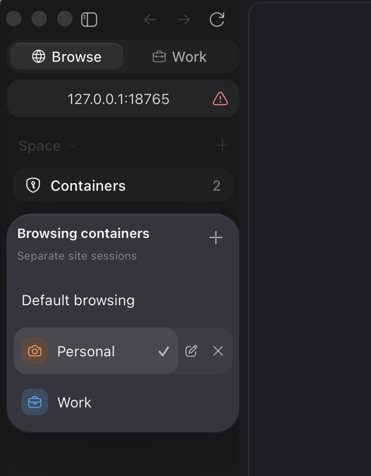 Browse
Work
127.0.0.1:18765
Space
Containers
2
Browsing containers
Separate site sessions
Default browsing
Personal
Work